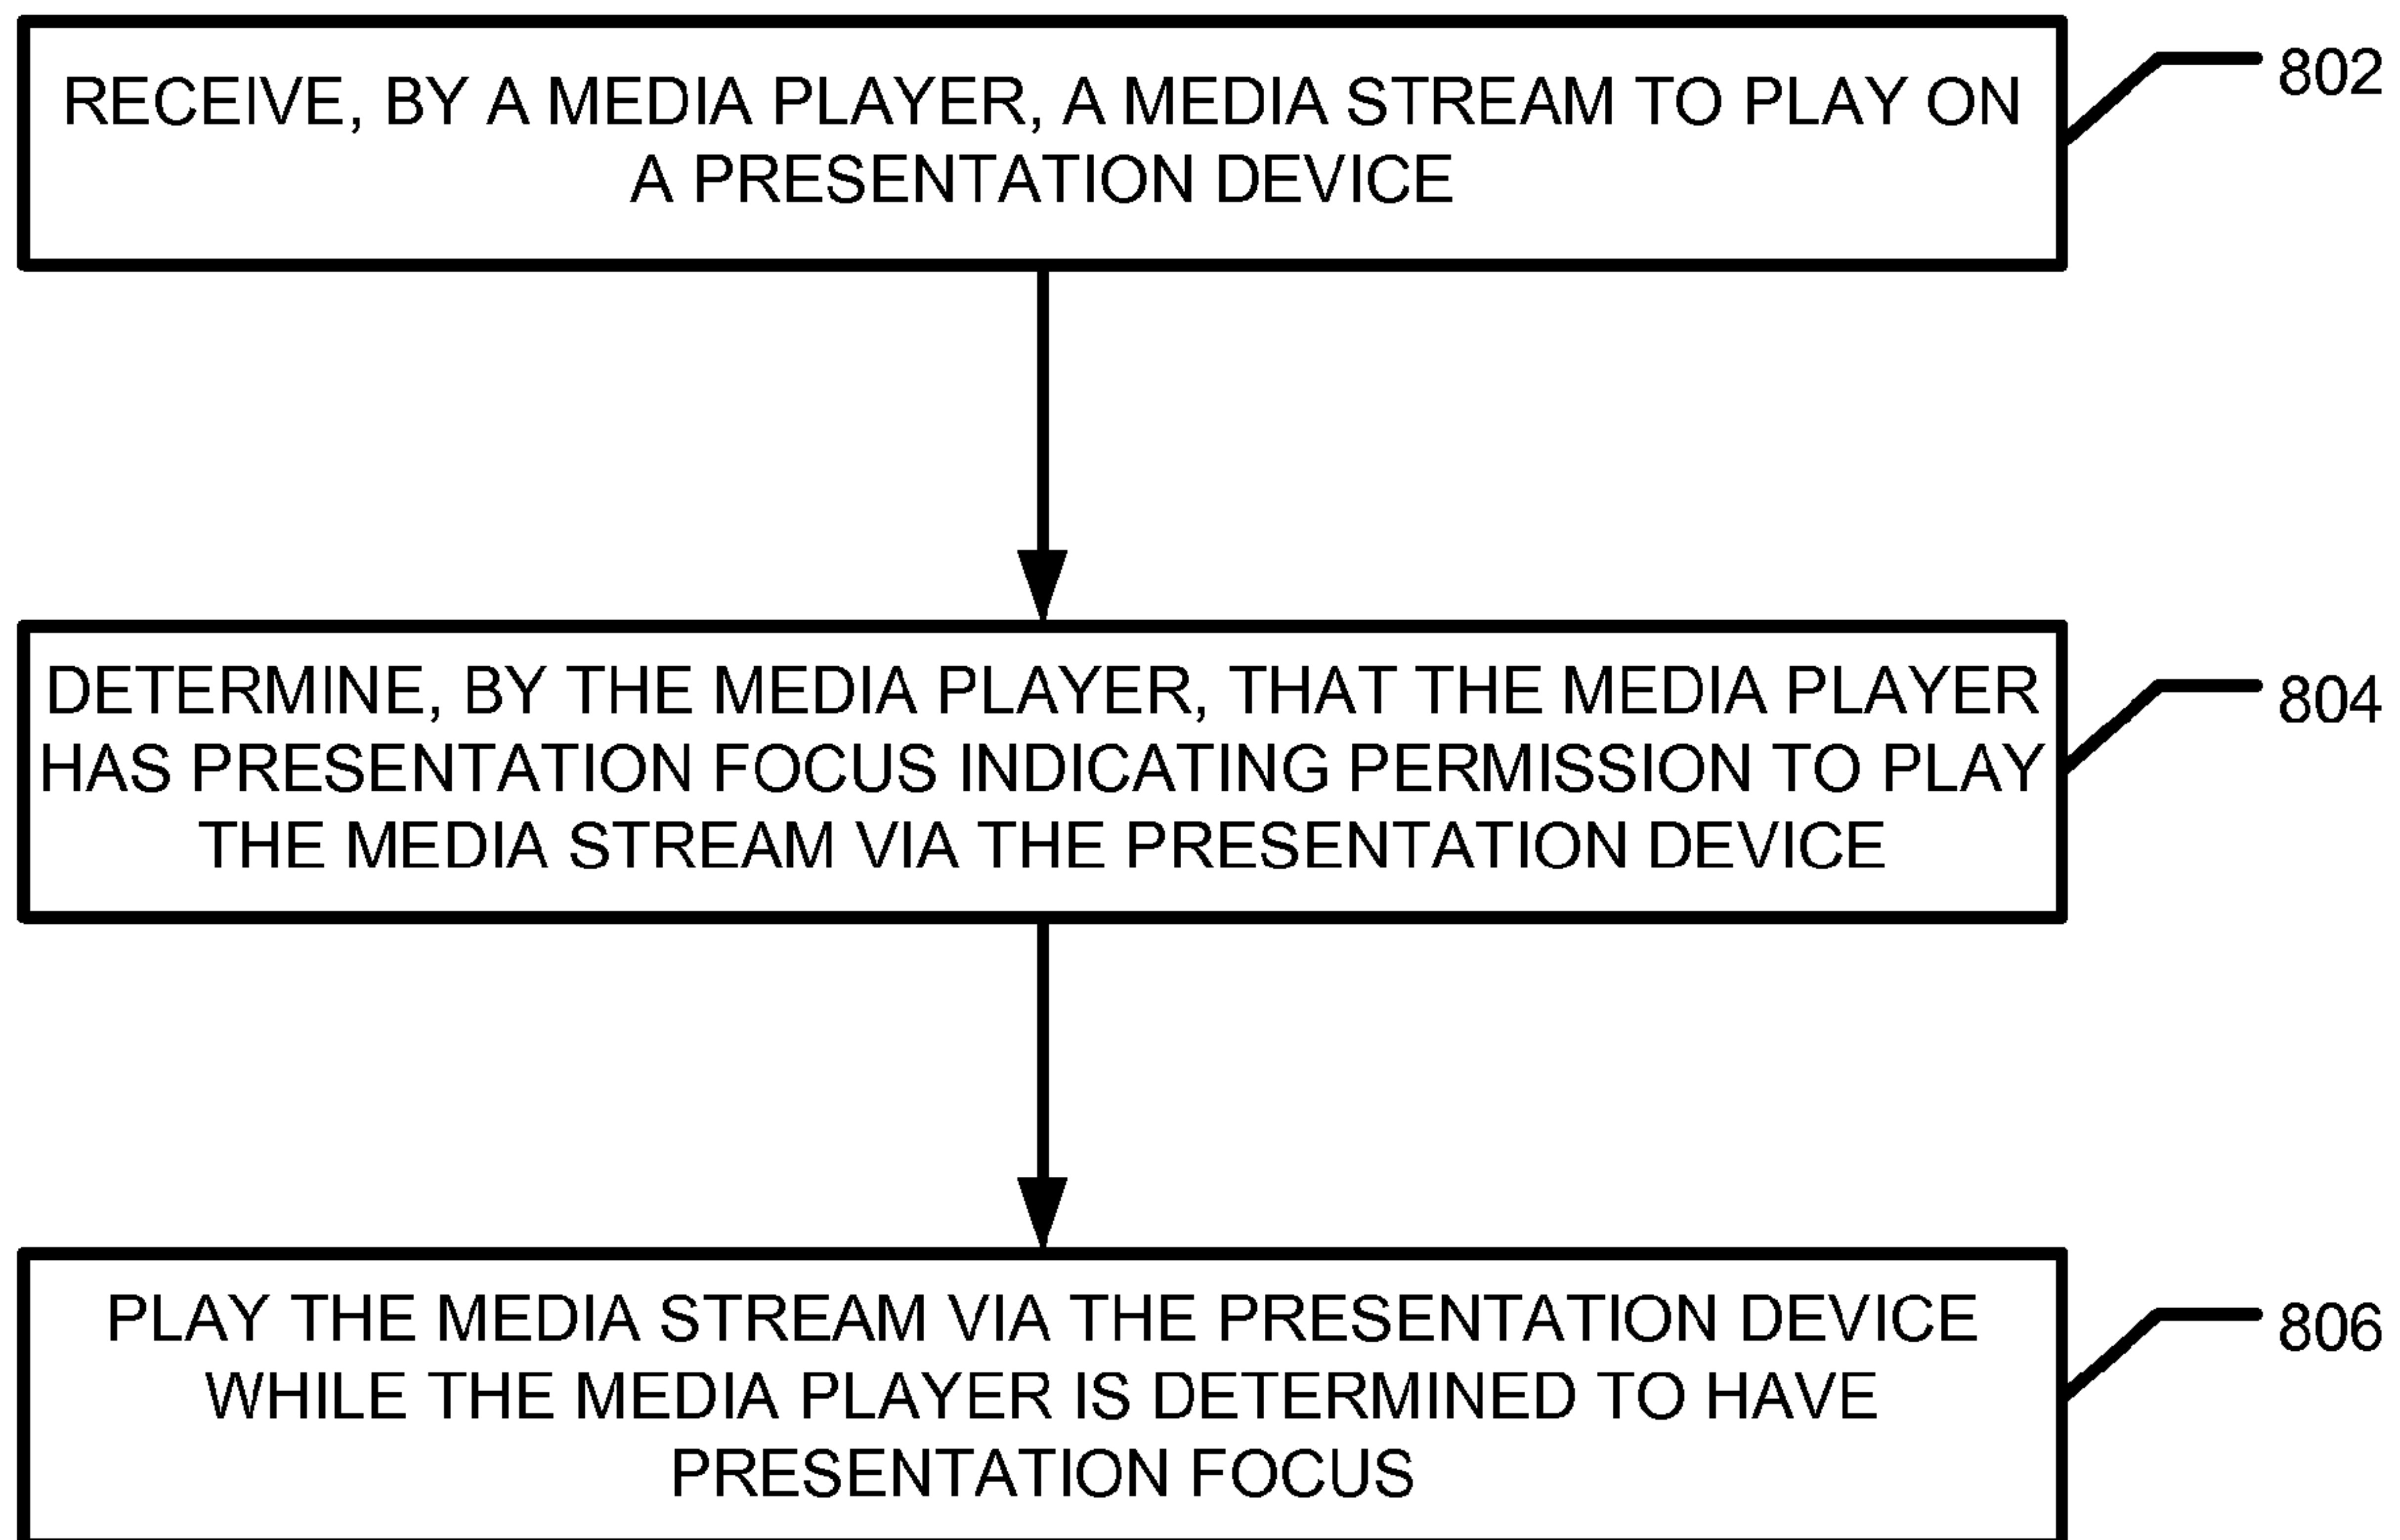 RECEIVE, BY A MEDIA PLAYER, A MEDIA STREAM TO PLAY ON
A PRESENTATION DEVICE
802
DETERMINE, BY THE MEDIA PLAYER, THAT THE MEDIA PLAYER
HAS PRESENTATION FOCUS INDICATING PERMISSION TO PLAY
THE MEDIA STREAM VIA THE PRESENTATION DEVICE
804
PLAY THE MEDIA STREAM VIA THE PRESENTATION DEVICE
WHILE THE MEDIA PLAYER IS DETERMINED TO HAVE
PRESENTATION FOCUS
806